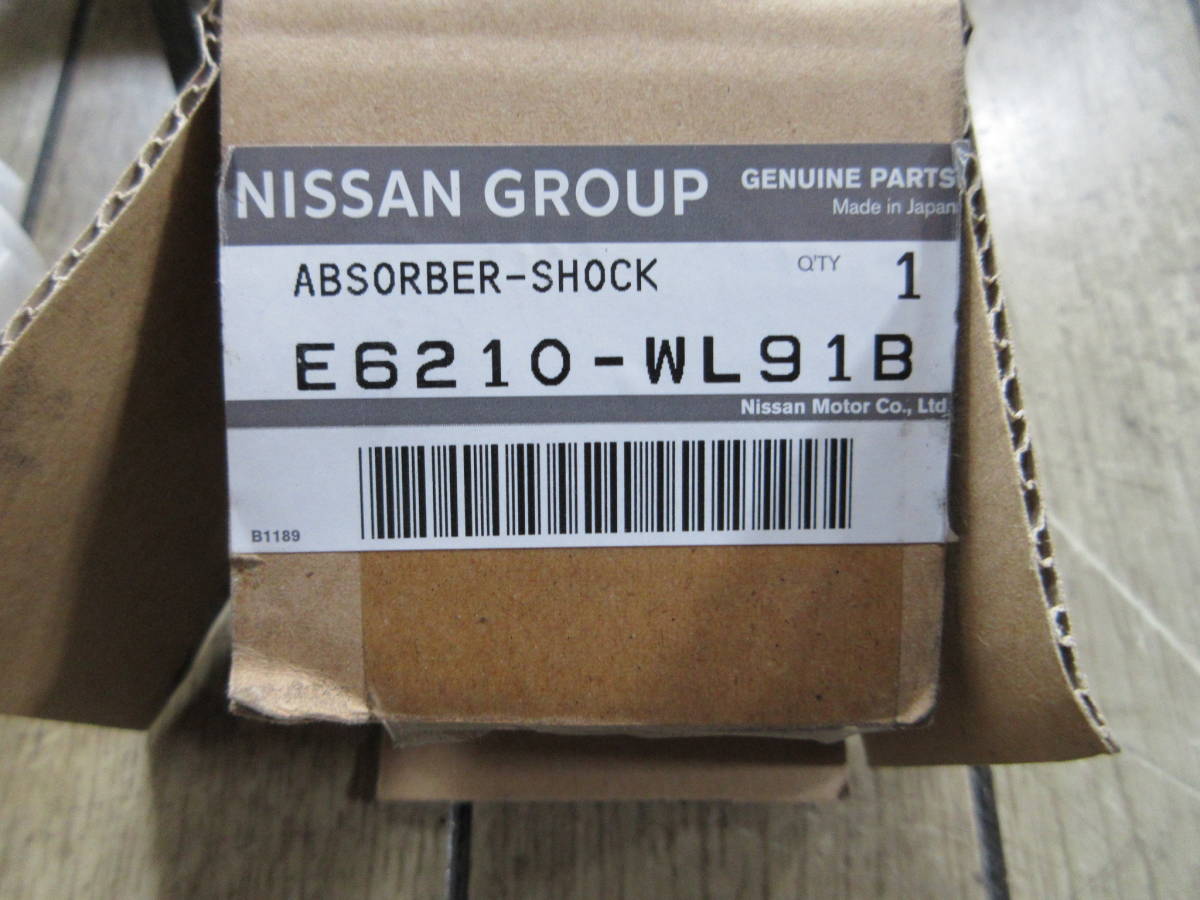 NISSAN GROUP
GENUINE PARTS
Made in Japan
ABSORBER-SHOCK
Q'TY 1
E6210-WL91B
Nissan Motor Co., Ltd
B1189